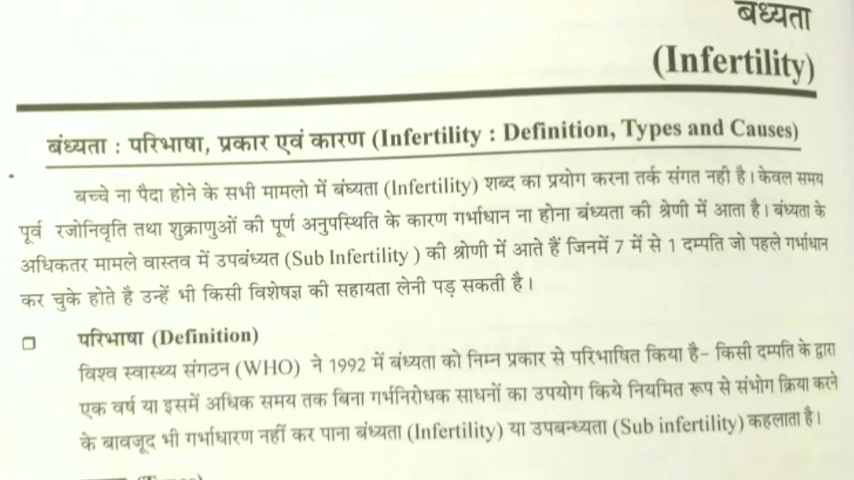 बंध्यता
(Infertility)
बंध्यता : परिभाषा, प्रकार एवं कारण (Infertility : Definition, Types and Causes)
बच्चे ना पैदा होने के सभी मामलो में बंघ्यता (Infertility) शब्द का प्रयोग करना तर्क संगत नही है। केवल समय
पूर्व रजोनिवृति तथा शुक्राणुओं की पूर्ण अनुपस्थिति के कारण गर्भाधान ना होना बंध्यता की श्रेणी में आता है। बंध्यता के
अधिकतर मामले वास्तव में उपबंध्यत (Sub Infertility ) की श्रोणी में आते हैं जिनमें 7 में से 1 दम्पति जो पहले गर्भाधान
कर चुके होते है उन्हें भी किसी विशेषज्ञ की सहायता लेनी पड़ सकती है।
❏ परिभाषा (Definition)
विश्व स्वास्थ्य संगठन (WHO) ने 1992 में बंध्यता को निम्न प्रकार से परिभाषित किया है– किसी दम्पति के द्वारा
एक वर्ष या इसमें अधिक समय तक बिना गर्भनिरोधक साधनों का उपयोग किये नियमित रूप से संभोग क्रिया करने
के बावजूद भी गर्भाधारण नहीं कर पाना बंध्यता (Infertility) या उपबन्ध्यता (Sub infertility) कहलाता है।